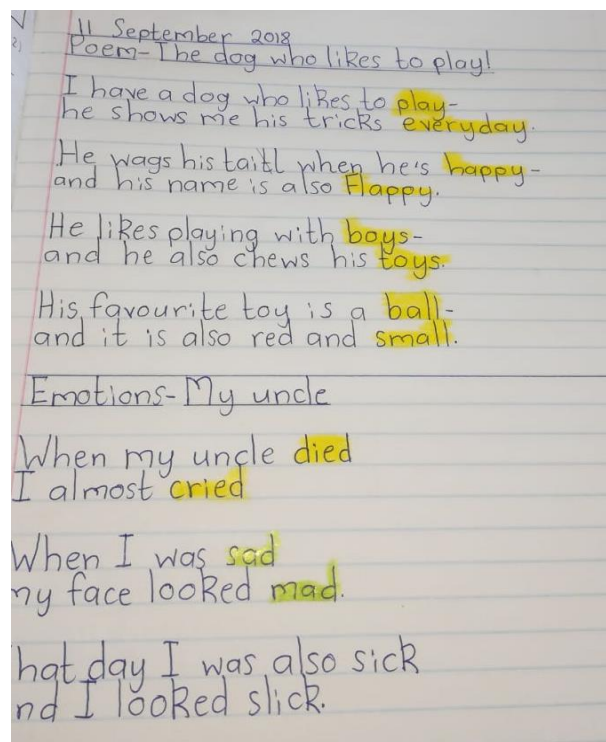 11 September 2018
Poem-The dog who likes to play!
I have a dog who likes to play-
he shows me his tricks everyday.
He wags his taitl when he's happy-
and his name is also Flappy.
He likes playing with boys-
and he also chews his toys.
His favourite toy is a ball-
and it is also red and small.
Emotions-My uncle
When my uncle died
I almost cried
When I was sad
my face looked mad.
hat day I was also sick
nd I looked slick.